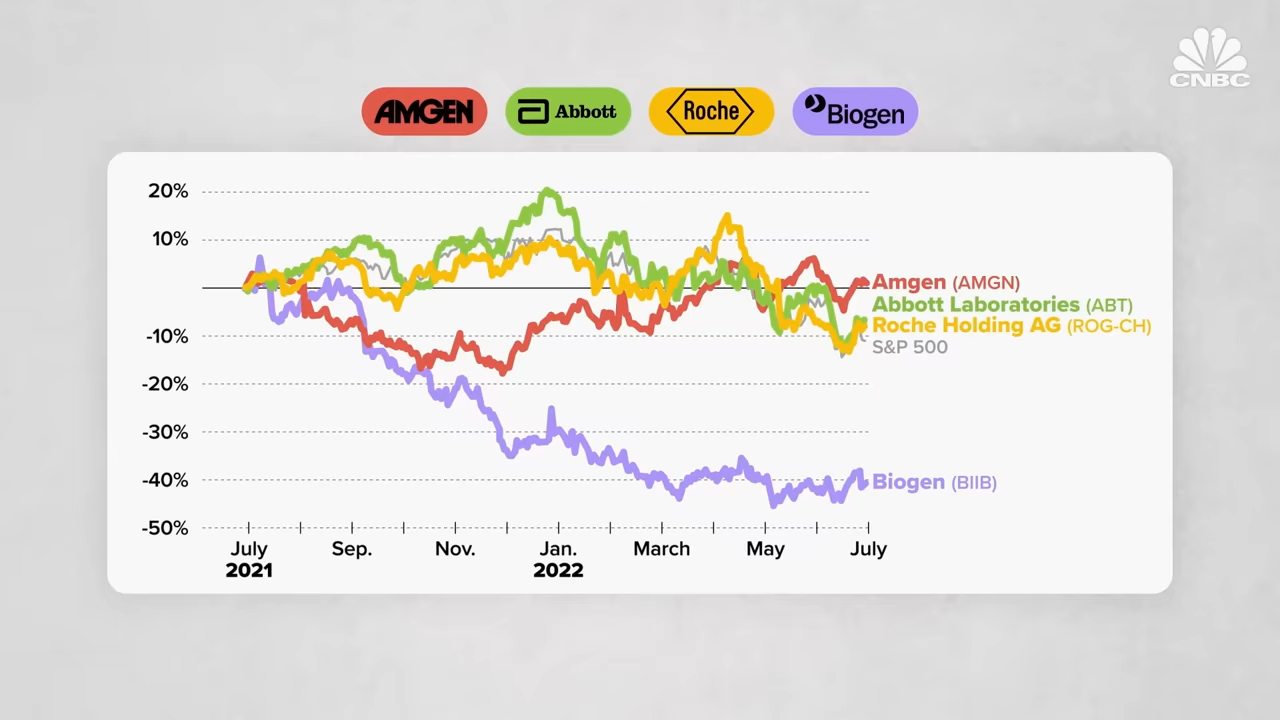 CNBC
AMGEN
Abbott
Roche
Biogen
20%
10%
-10%
-20%
-30%
-40%
-50%
Amgen (AMGN)
Abbott Laboratories (ABT)
Roche Holding AG (ROG-CH)
S&P 500
Biogen (BIIB)
July Sep. Nov. Jan. March May July
2021 2022